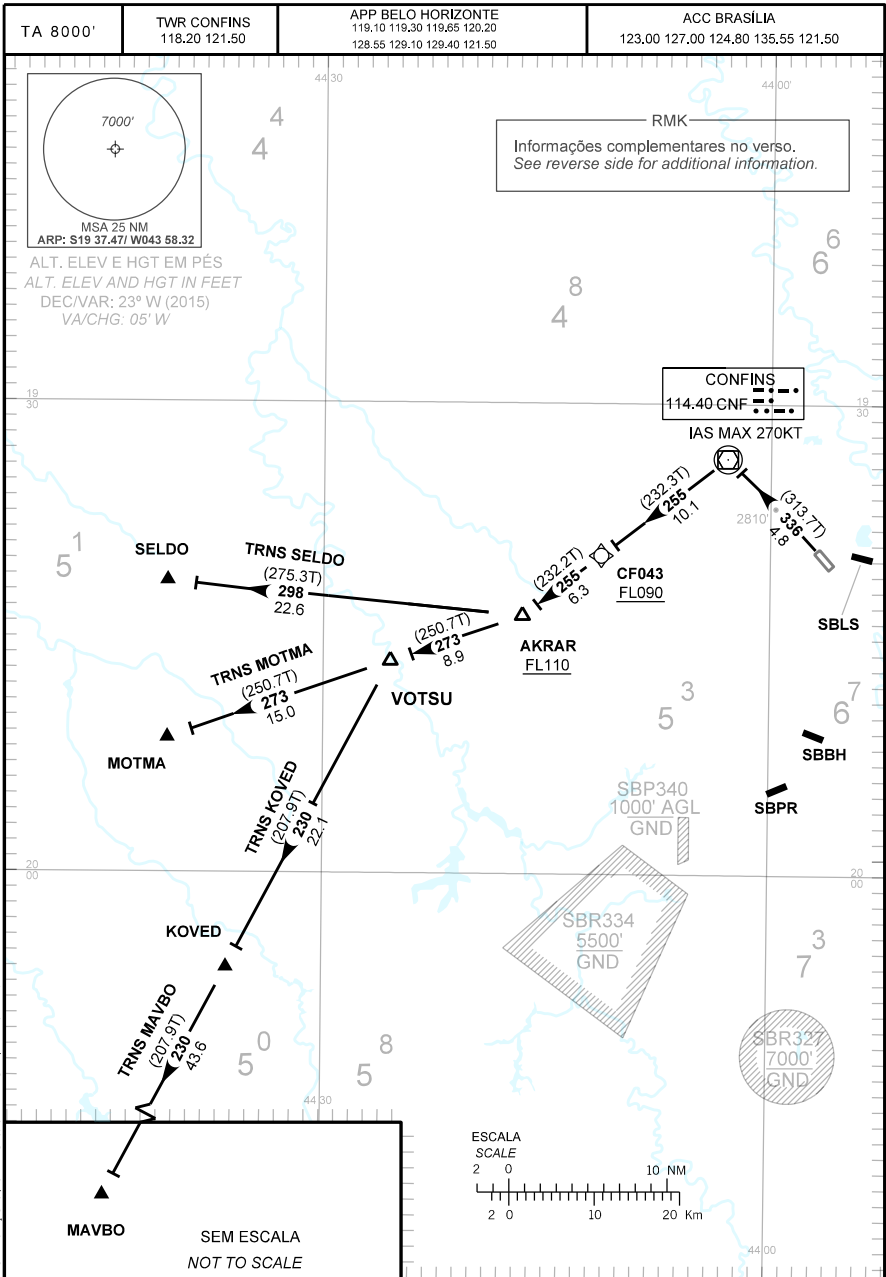 TA 8000'
TWR CONFINS
118.20 121.50
APP BELO HORIZONTE
119.10 119.30 119.65 120.20
128.55 129.10 129.40 121.50
ACC BRASÍLIA
123.00 127.00 124.80 135.55 121.50
44 30
44 00'
7000'
MSA 25 NM
ARP: S19 37.47/ W043 58.32
ALT. ELEV E HGT EM PÉS
ALT. ELEV AND HGT IN FEET
DEC/VAR: 23º W (2015)
VA/CHG: 05' W
4 4
RMK
Informações complementares no verso.
See reverse side for additional information.
6 6
4 8
19 30
19 30
CONFINS
114.40 CNF
IAS MAX 270KT
(313.7T)
336
4.8
2810'
(232.3T)
255
10.1
CF043
FL090
(232.2T)
255
6.3
AKRAR
FL110
SBLS
5 1
SELDO
TRNS SELDO
(275.3T)
298
22.6
(250.7T)
273
8.9
VOTSU
TRNS MOTMA
(250.7T)
273
15.0
MOTMA
5 3
6 7
SBBH
SBPR
TRNS KOVED
(207.9T)
230
22.1
SBP340
1000' AGL
GND
20 00
20 00
SBR334
5500'
GND
KOVED
7 3
TRNS MAVBO
(207.9T)
230
43.6
5 0
5 8
SBR327
7000'
GND
44 30
ESCALA
SCALE
2 0 10 NM
2 0 10 20 Km
MAVBO
SEM ESCALA
NOT TO SCALE
44 00